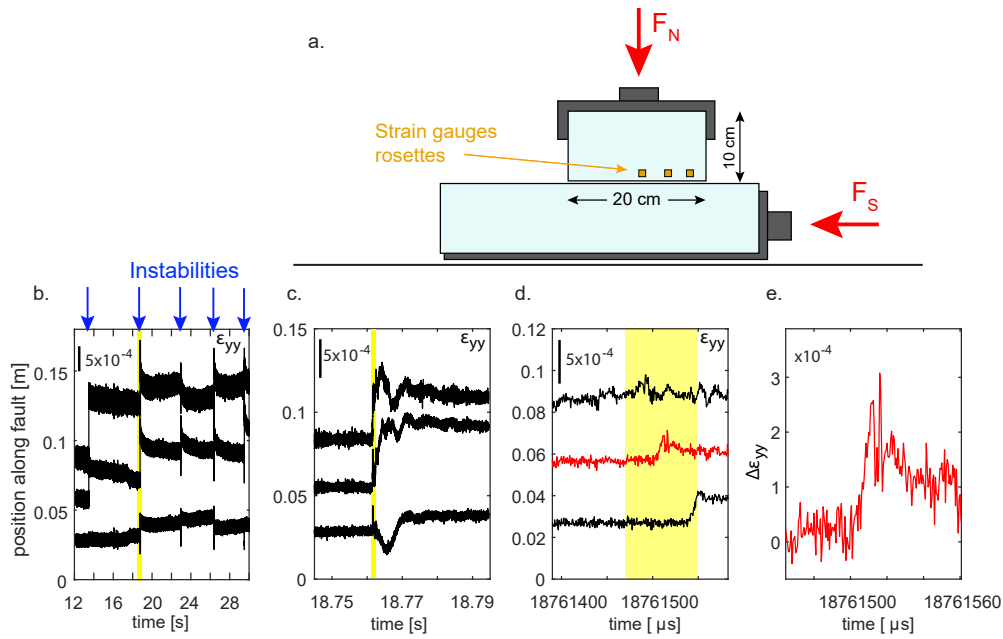 a.
F_N
Strain gauges
rosettes
10 cm
20 cm
F_S
Instabilities
b.
c.
d.
e.
ε_yy
5x10⁻⁴
position along fault [m]
0.15
0.1
0.05
0
12 16 20 24 28
time [s]
ε_yy
5x10⁻⁴
0.15
0.1
0.05
0
18.75 18.77 18.79
time [s]
ε_yy
5x10⁻⁴
0.12
0.1
0.08
0.06
0.04
0.02
0
18761400 18761500
time [ μs]
x10⁻⁴
Δε_yy
4
2
0
18761500 18761560
time [ μs]